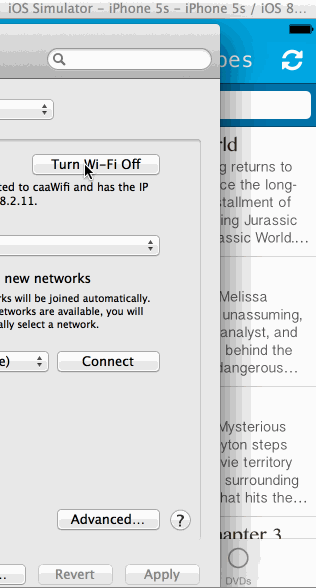 iOS Simulator – iPhone 5s – iPhone 5s / iOS 8...
Turn Wi-Fi Off
ted to caaWifi and has the IP
8.2.11.
new networks
rks will be joined automatically.
etworks are available, you will
ally select a network.
e)
Connect
Advanced...
?
...
Revert
Apply
bes
ld
g returns to
ce the long-
stallment of
ing Jurassic
assic World....
Melissa
unassuming,
analyst, and
behind the
dangerous...
Mysterious
yton steps
vie territory
surrounding
hat hits the...
hapter 3
DVDs